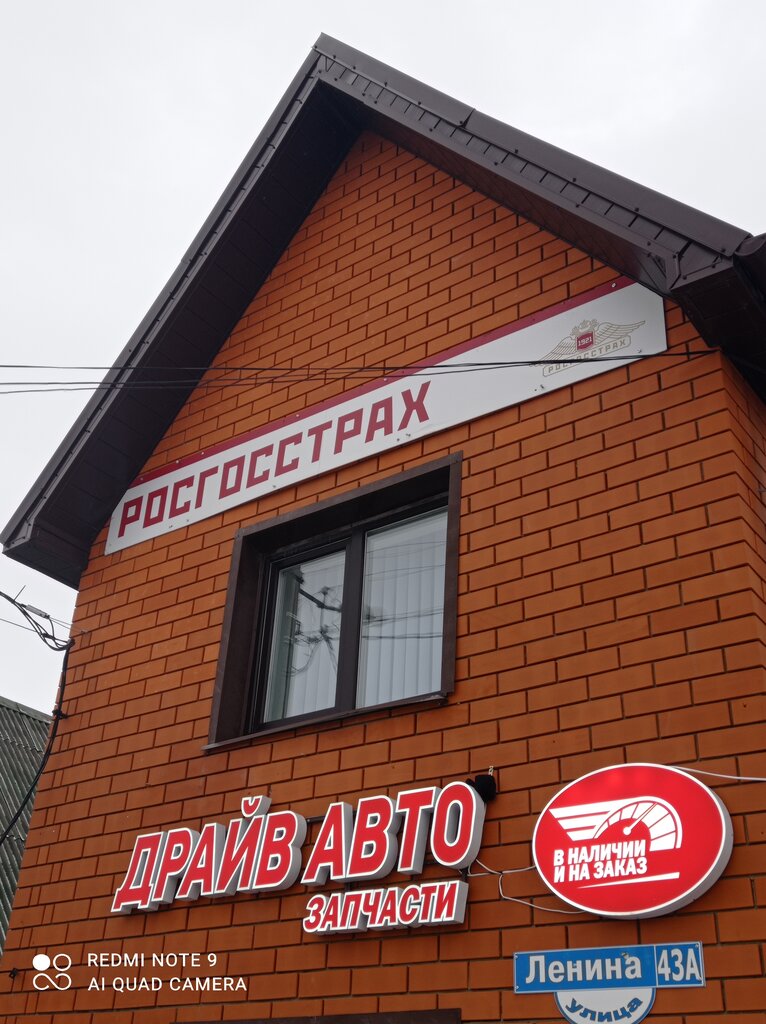 РОСГОССТРАХ
1921
РОСГОССТРАХ
ДРАЙВ АВТО
ЗАПЧАСТИ
В НАЛИЧИИ
И НА ЗАКАЗ
Ленина 43А
улица
REDMI NOTE 9
AI QUAD CAMERA